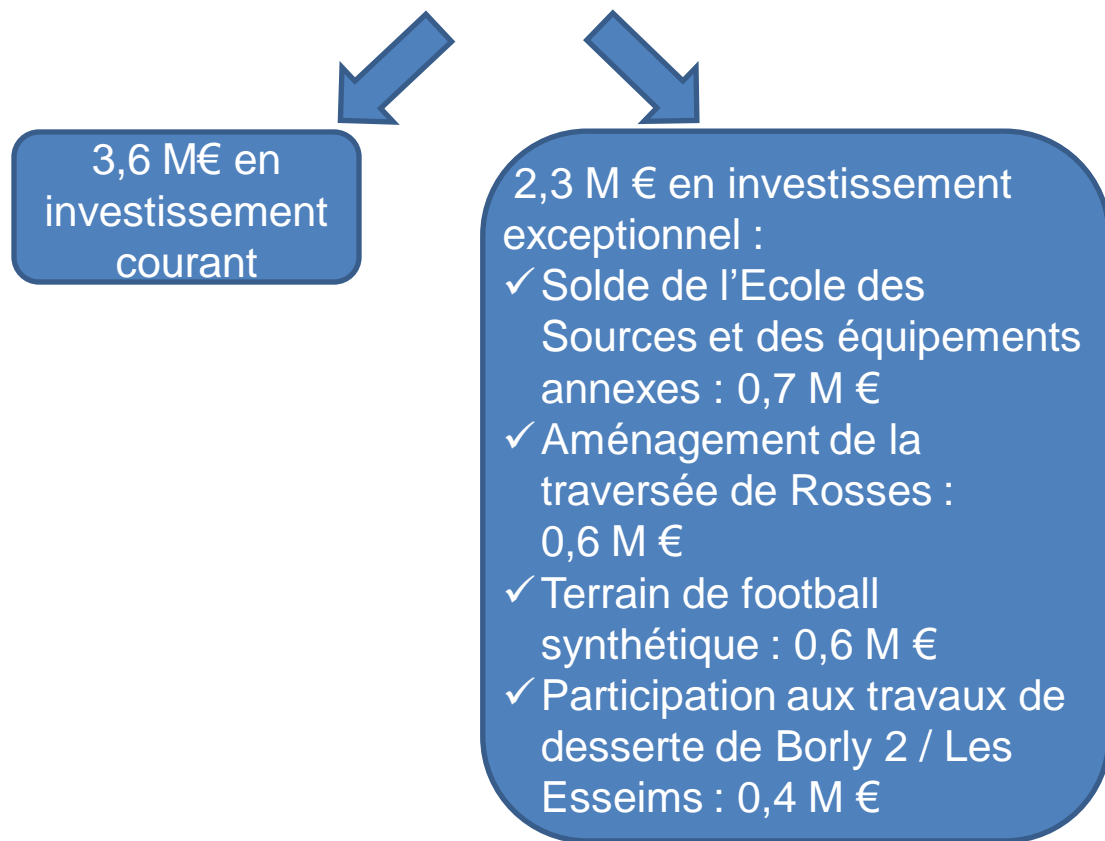 3,6 M€ en
investissement
courant
2,3 M € en investissement
exceptionnel :
✓ Solde de l’Ecole des
Sources et des équipements
annexes : 0,7 M €
✓ Aménagement de la
traversée de Rosses :
0,6 M €
✓ Terrain de football
synthétique : 0,6 M €
✓ Participation aux travaux de
desserte de Borly 2 / Les
Esseims : 0,4 M €